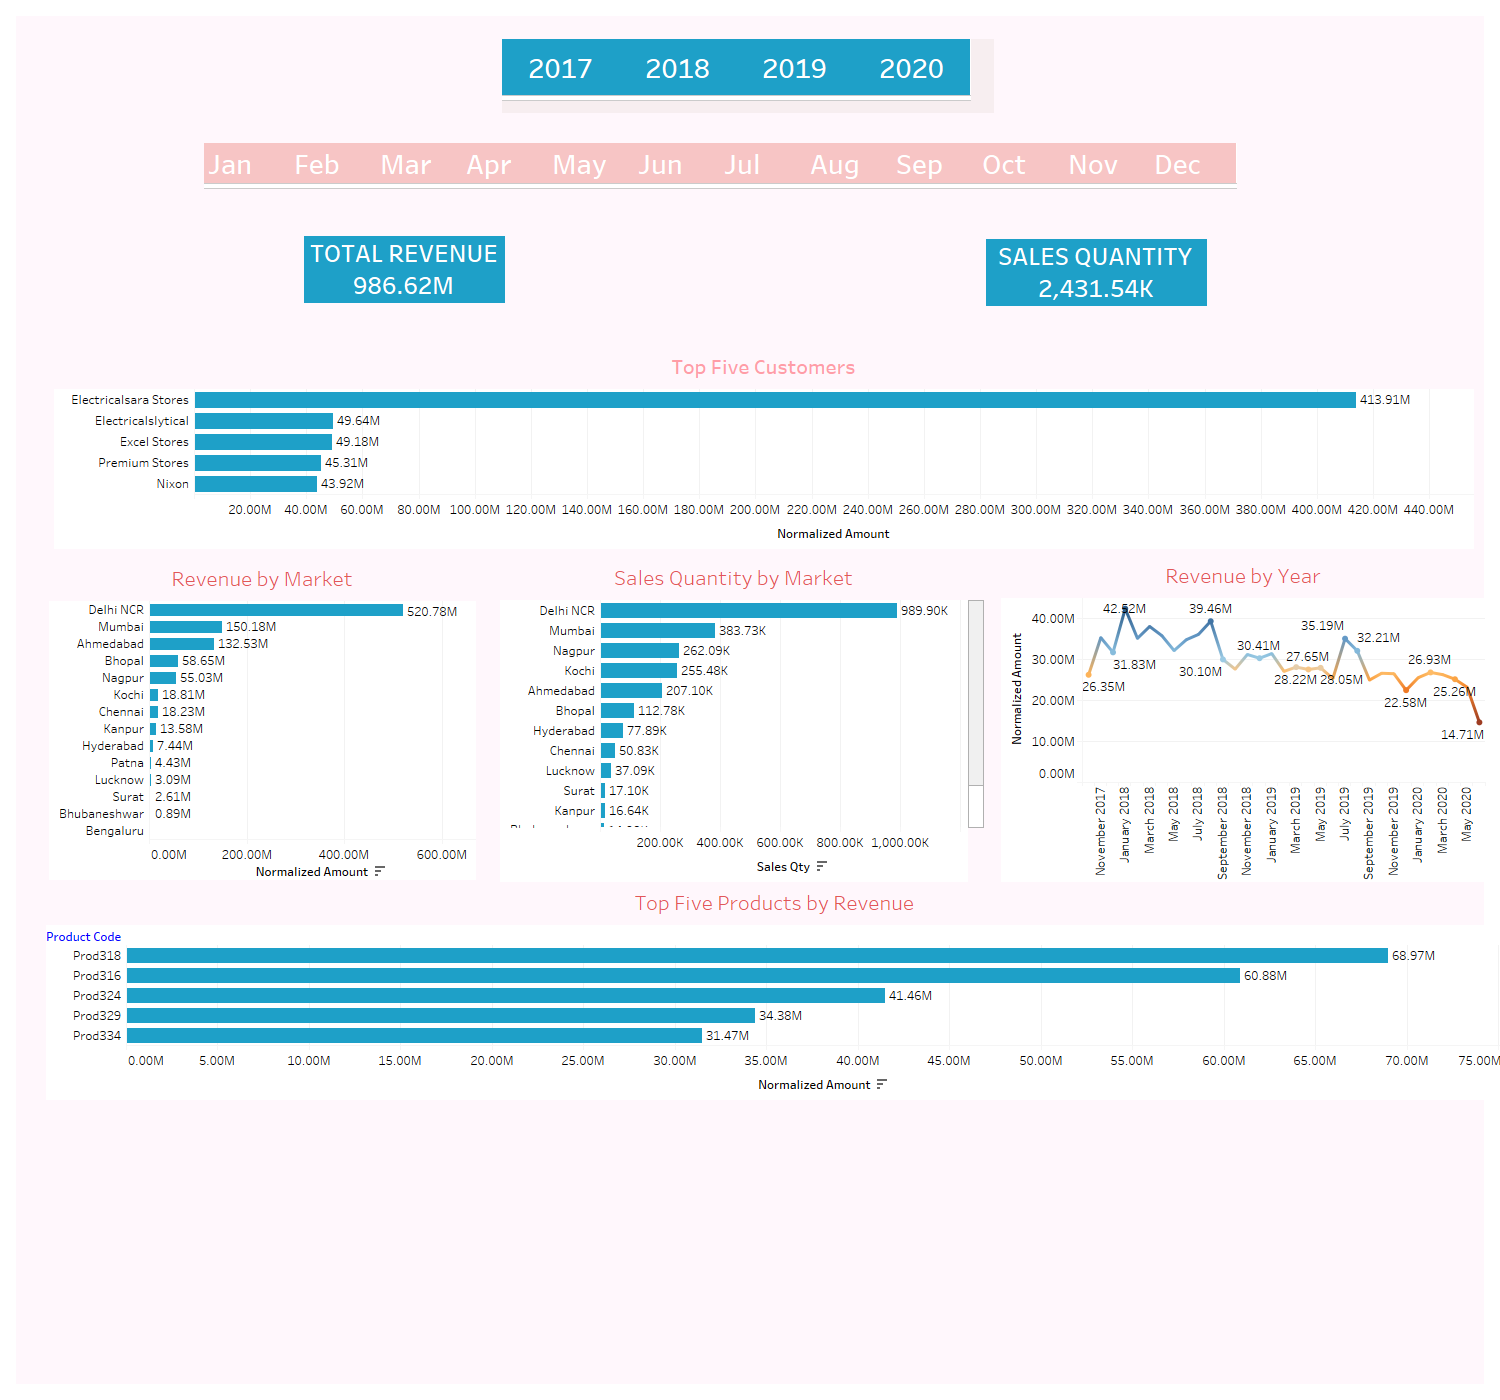 2017 2018 2019 2020
Jan Feb Mar Apr May Jun Jul Aug Sep Oct Nov Dec
TOTAL REVENUE
986.62M
SALES QUANTITY
2,431.54K
Top Five Customers
Electricalsara Stores 413.91M
Electricalslytical 49.64M
Excel Stores 49.18M
Premium Stores 45.31M
Nixon 43.92M
20.00M 40.00M 60.00M 80.00M 100.00M 120.00M 140.00M 160.00M 180.00M 200.00M 220.00M 240.00M 260.00M 280.00M 300.00M 320.00M 340.00M 360.00M 380.00M 400.00M 420.00M 440.00M
Normalized Amount
Revenue by Market
Delhi NCR 520.78M
Mumbai 150.18M
Ahmedabad 132.53M
Bhopal 58.65M
Nagpur 55.03M
Kochi 18.81M
Chennai 18.23M
Kanpur 13.58M
Hyderabad 7.44M
Patna 4.43M
Lucknow 3.09M
Surat 2.61M
Bhubaneshwar 0.89M
Bengaluru
0.00M 200.00M 400.00M 600.00M
Normalized Amount
Sales Quantity by Market
Delhi NCR 989.90K
Mumbai 383.73K
Nagpur 262.09K
Kochi 255.48K
Ahmedabad 207.10K
Bhopal 112.78K
Hyderabad 77.89K
Chennai 50.83K
Lucknow 37.09K
Surat 17.10K
Kanpur 16.64K
200.00K 400.00K 600.00K 800.00K 1,000.00K
Sales Qty
Revenue by Year
Normalized Amount
40.00M
30.00M
20.00M
10.00M
0.00M
42.52M
39.46M
35.19M
32.21M
31.83M
30.41M
30.10M
27.65M
26.93M
26.35M
28.22M
28.05M
25.26M
22.58M
14.71M
November 2017
January 2018
March 2018
May 2018
July 2018
September 2018
November 2018
January 2019
March 2019
May 2019
July 2019
September 2019
November 2019
January 2020
March 2020
May 2020
Top Five Products by Revenue
Product Code
Prod318 68.97M
Prod316 60.88M
Prod324 41.46M
Prod329 34.38M
Prod334 31.47M
0.00M 5.00M 10.00M 15.00M 20.00M 25.00M 30.00M 35.00M 40.00M 45.00M 50.00M 55.00M 60.00M 65.00M 70.00M 75.00M
Normalized Amount